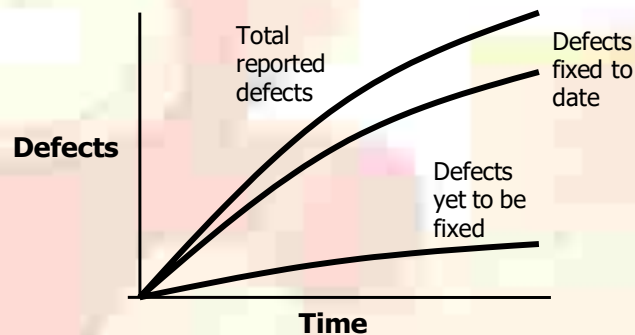 Total
reported
defects
Defects
fixed to
date
Defects
Defects
yet to be
fixed
Time